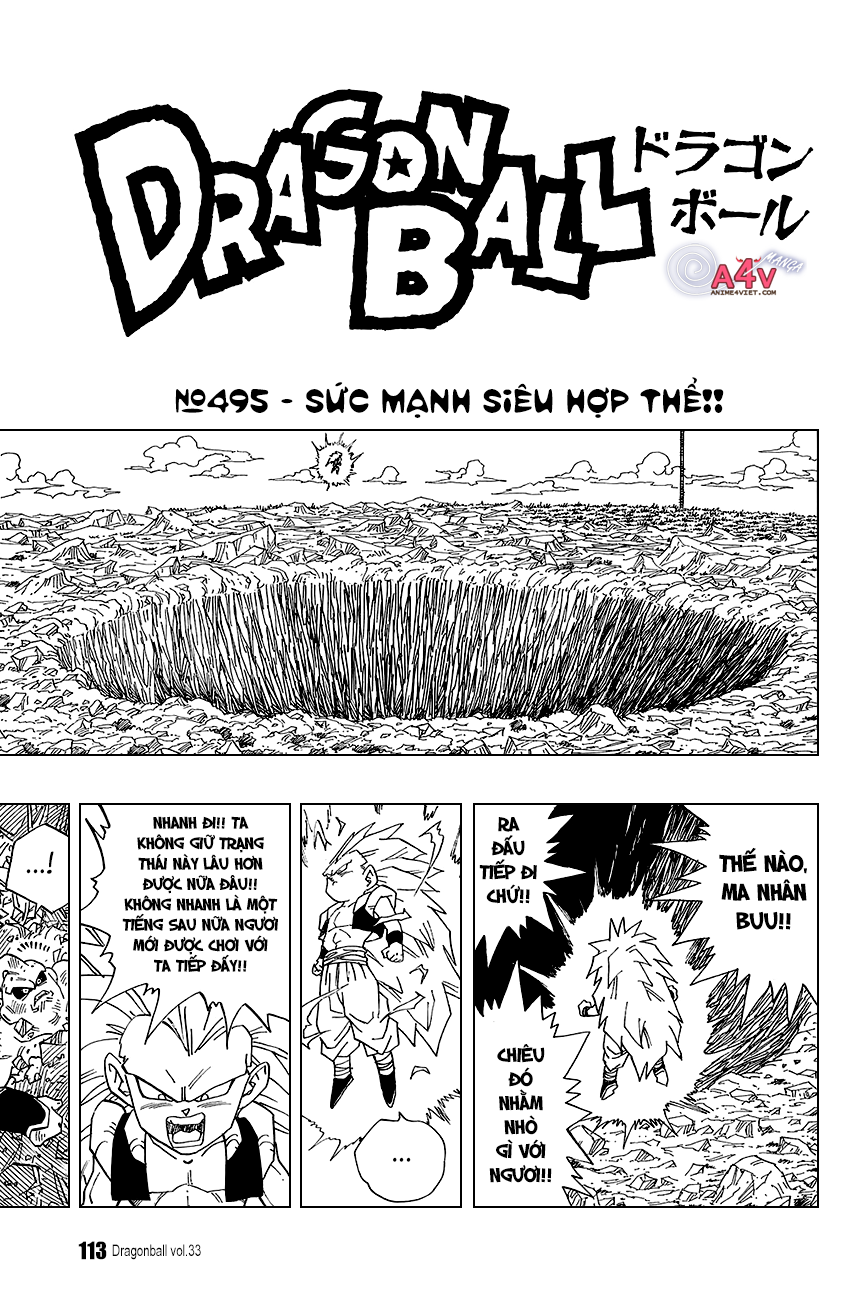 DRAGON
BALL
ドラゴン
ボール
A4V
MANGA
ANIME4VIET.COM
№495 - SỨC MẠNH SIÊU HỢP THỂ!!
THẾ NÀO,
MA NHÂN
BUU!!
RA
ĐẤU
TIẾP ĐI
CHỨ!!
CHIÊU
ĐÓ
NHẰM
NHÒ
GÌ VỚI
NGƯƠI!!
...
NHANH ĐI!! TA
KHÔNG GIỮ TRẠNG
THÁI NÀY LÂU HƠN
ĐƯỢC NỮA ĐÂU!!
KHÔNG NHANH LÀ MỘT
TIẾNG SAU NỮA NGƯƠI
MỚI ĐƯỢC CHƠI VỚI
TA TIẾP ĐẤY!!
...!
113 Dragonball vol.33